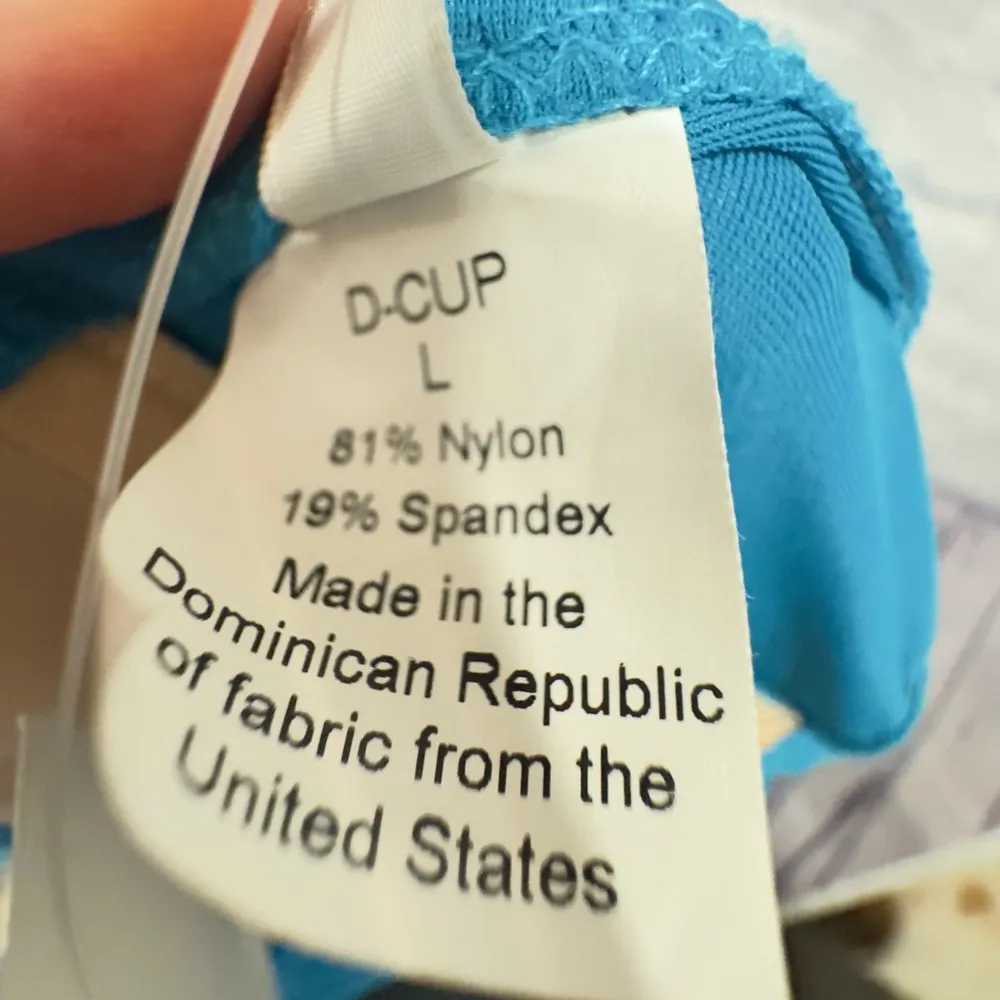 D-CUP
L
81% Nylon
19% Spandex
Made in the
Dominican Republic
of fabric from the
United States